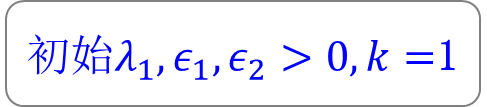 初始λ₁, ϵ₁, ϵ₂ > 0, k =1